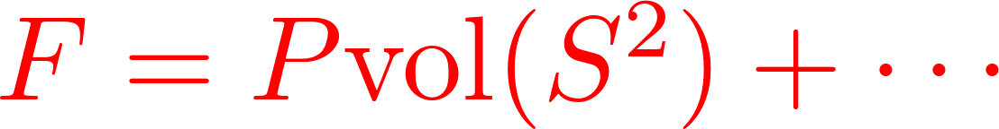 F = Pvol(S²) + ···